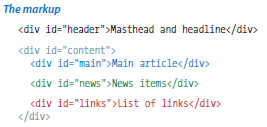 The markup
<div id="header">Masthead and headline</div>
<div id="content">
<div id="main">Main article</div>
<div id="news">News items</div>
<div id="links">List of links</div>
</div>